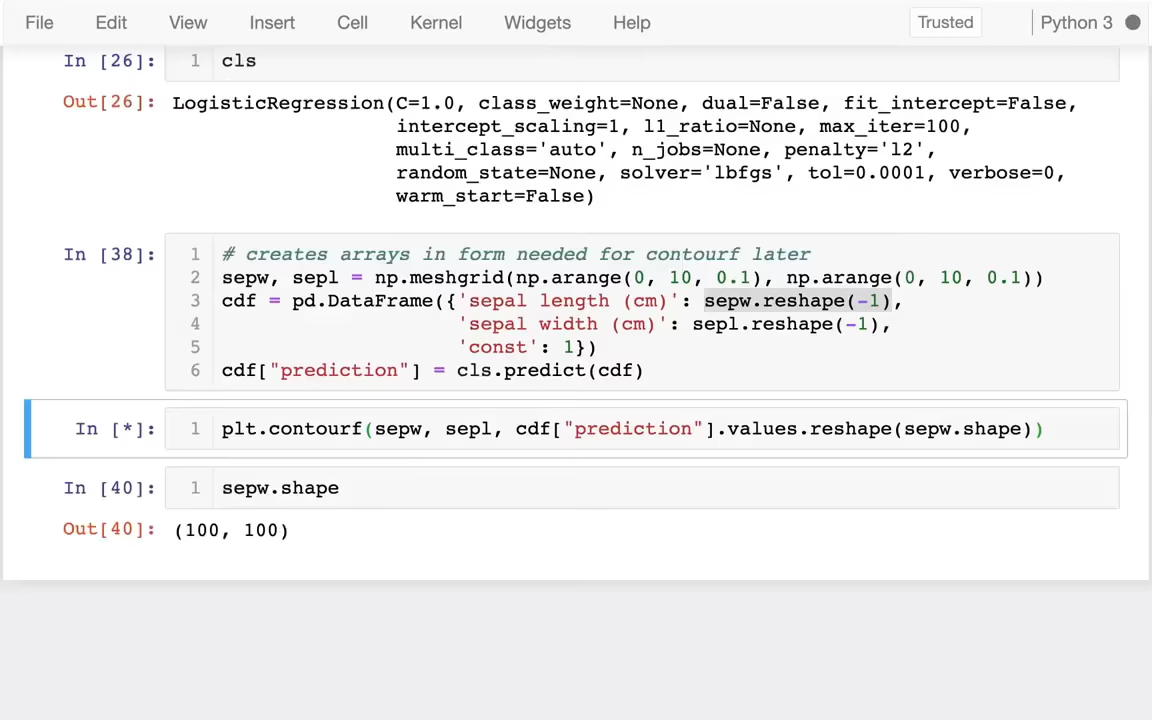 File Edit View Insert Cell Kernel Widgets Help Trusted Python 3
In [26]: 1 cls
Out[26]: LogisticRegression(C=1.0, class_weight=None, dual=False, fit_intercept=False,
intercept_scaling=1, l1_ratio=None, max_iter=100,
multi_class='auto', n_jobs=None, penalty='l2',
random_state=None, solver='lbfgs', tol=0.0001, verbose=0,
warm_start=False)
In [38]: 1 # creates arrays in form needed for contourf later
2 sepw, sepl = np.meshgrid(np.arange(0, 10, 0.1), np.arange(0, 10, 0.1))
3 cdf = pd.DataFrame({'sepal length (cm)': sepw.reshape(-1),
4 'sepal width (cm)': sepl.reshape(-1),
5 'const': 1})
6 cdf["prediction"] = cls.predict(cdf)
In [*]: 1 plt.contourf(sepw, sepl, cdf["prediction"].values.reshape(sepw.shape))
In [40]: 1 sepw.shape
Out[40]: (100, 100)